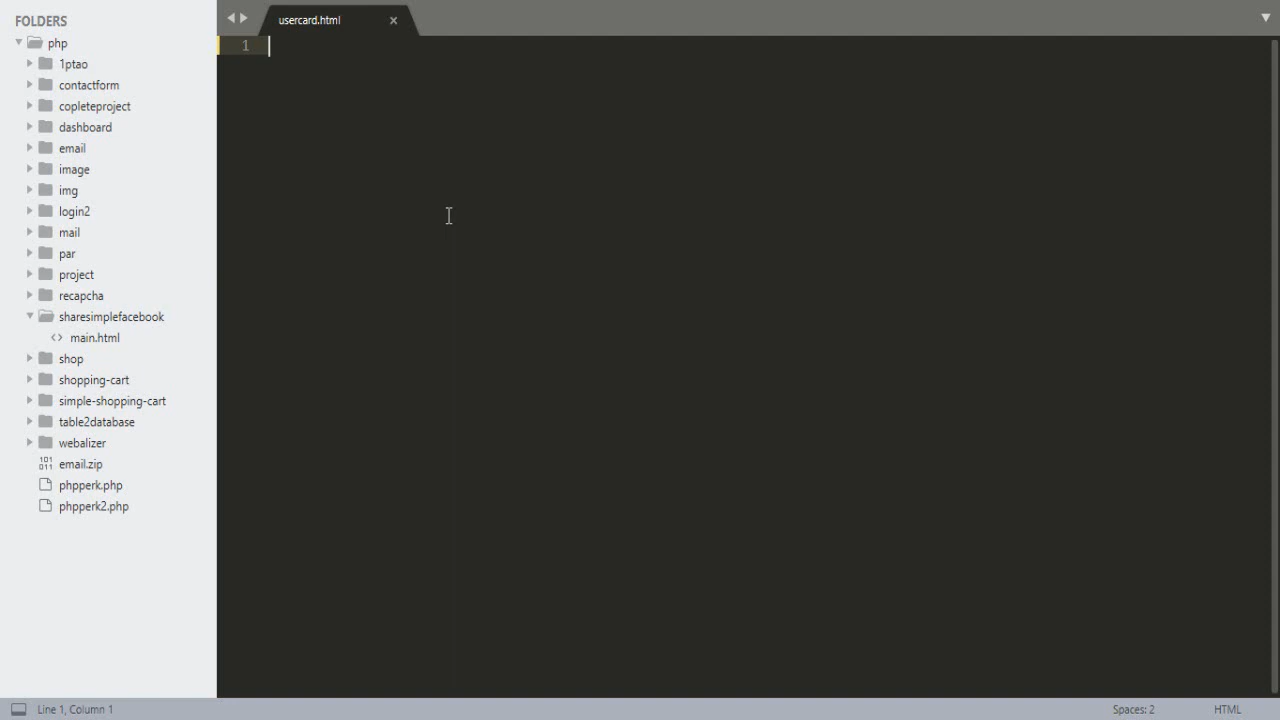 FOLDERS
usercard.html
×
php
1
1ptao
contactform
copleteproject
dashboard
email
image
img
login2
mail
par
project
recapcha
sharesimplefacebook
<> main.html
shop
shopping-cart
simple-shopping-cart
table2database
webalizer
101
011
email.zip
phpperk.php
phpperk2.php
Line 1, Column 1
Spaces: 2
HTML